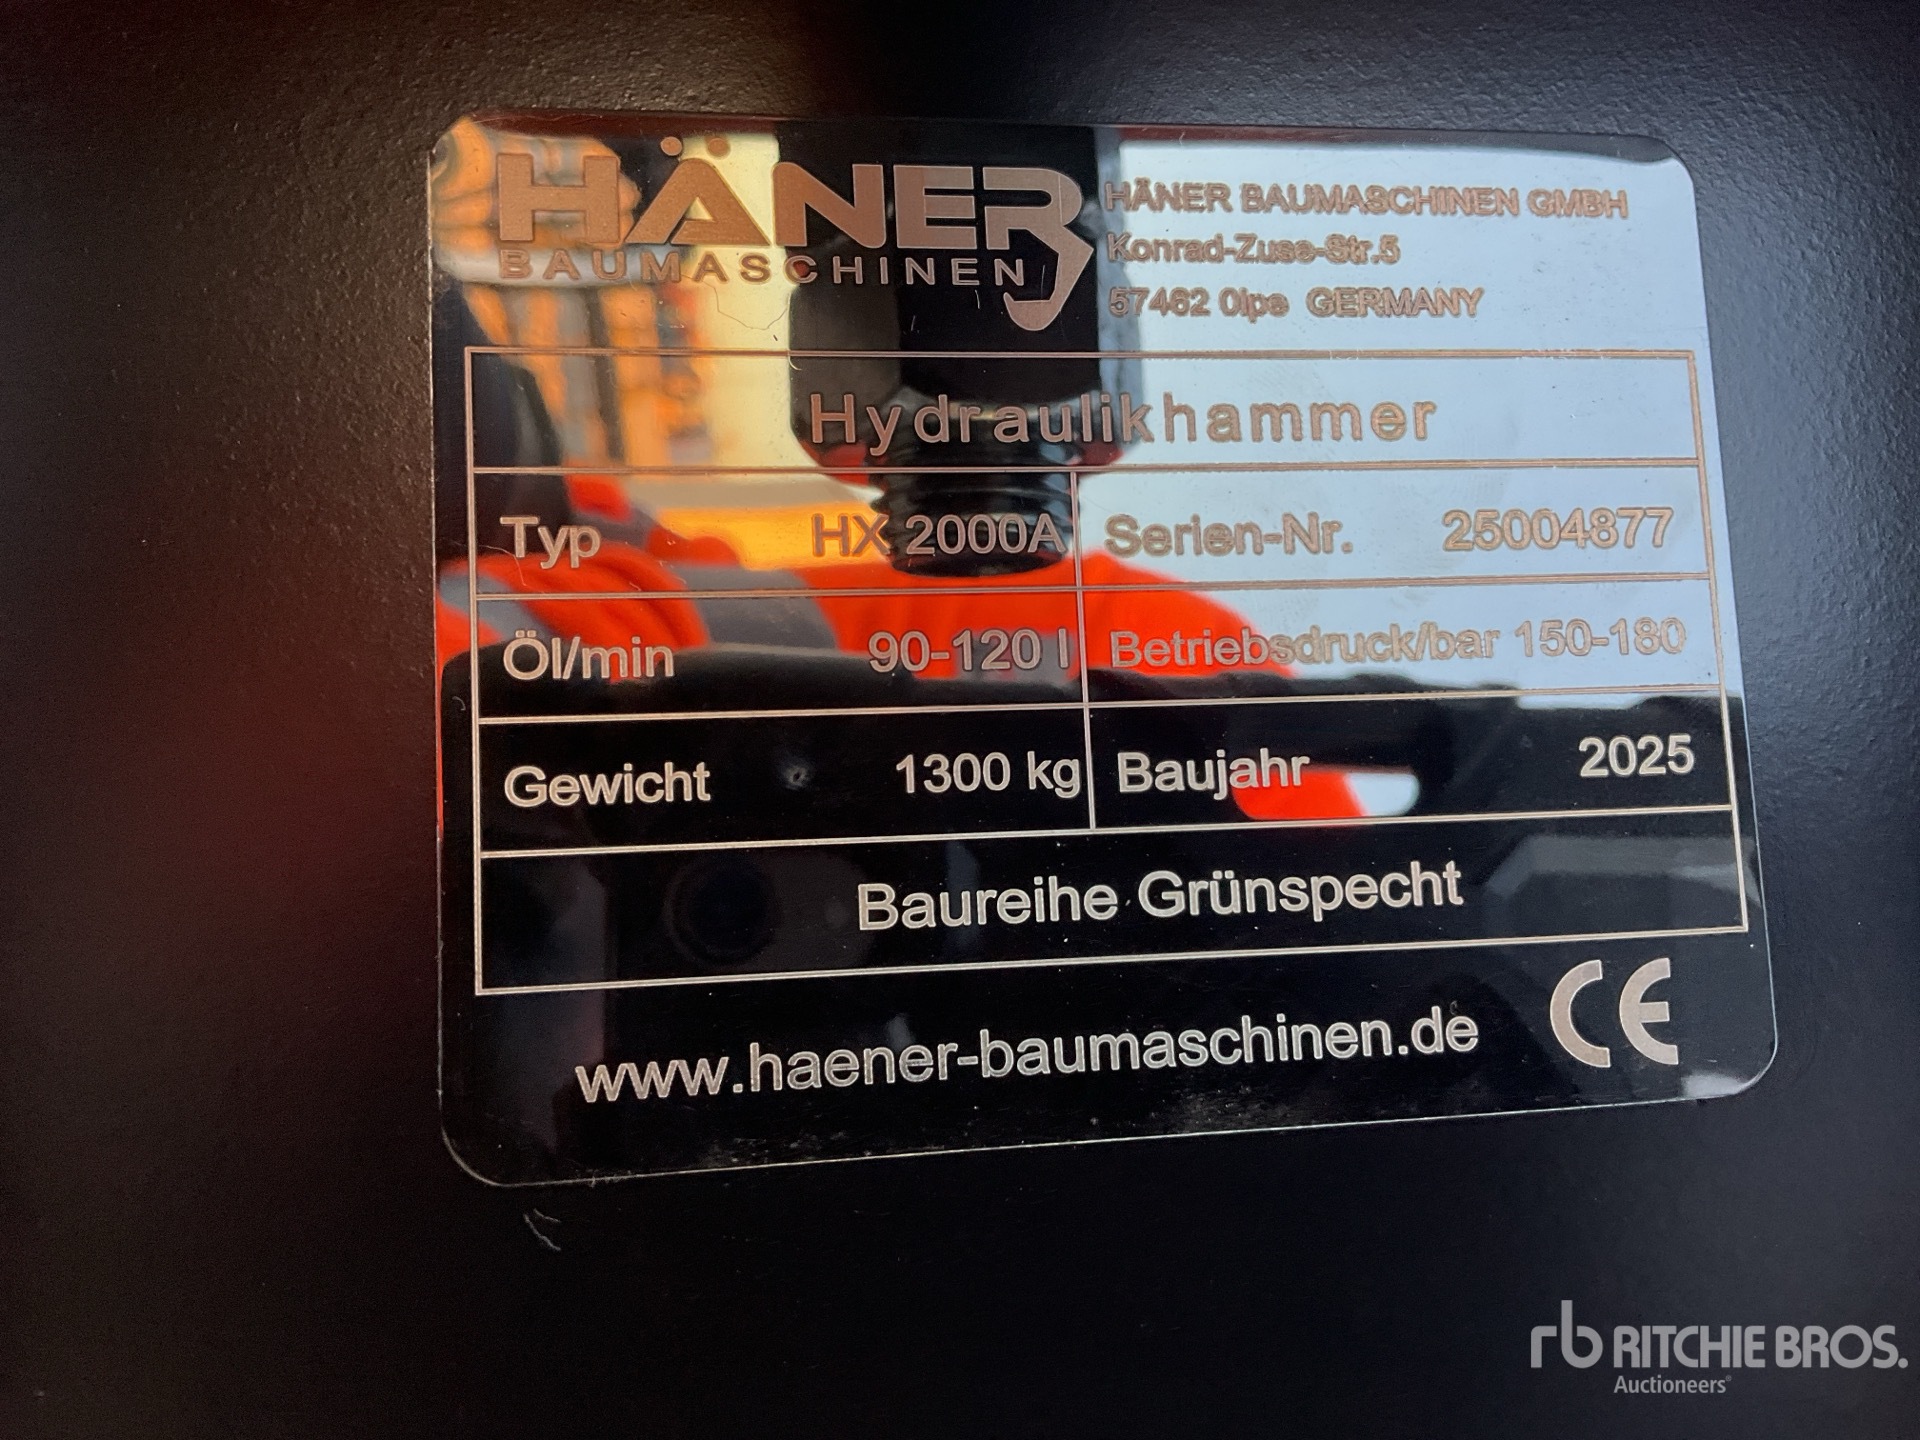 HÄNER
BAUMASCHINEN
HÄNER BAUMASCHINEN GMBH
Konrad-Zuse-Str.5
57462 Olpe GERMANY
Hydraulikhammer
Typ HX 2000A Serien-Nr. 25004877
Öl/min 90-120 l Betriebsdruck/bar 150-180
Gewicht 1300 kg Baujahr 2025
Baureihe Grünspecht
www.haener-baumaschinen.de CE
rb RITCHIE BROS.
Auctioneers®